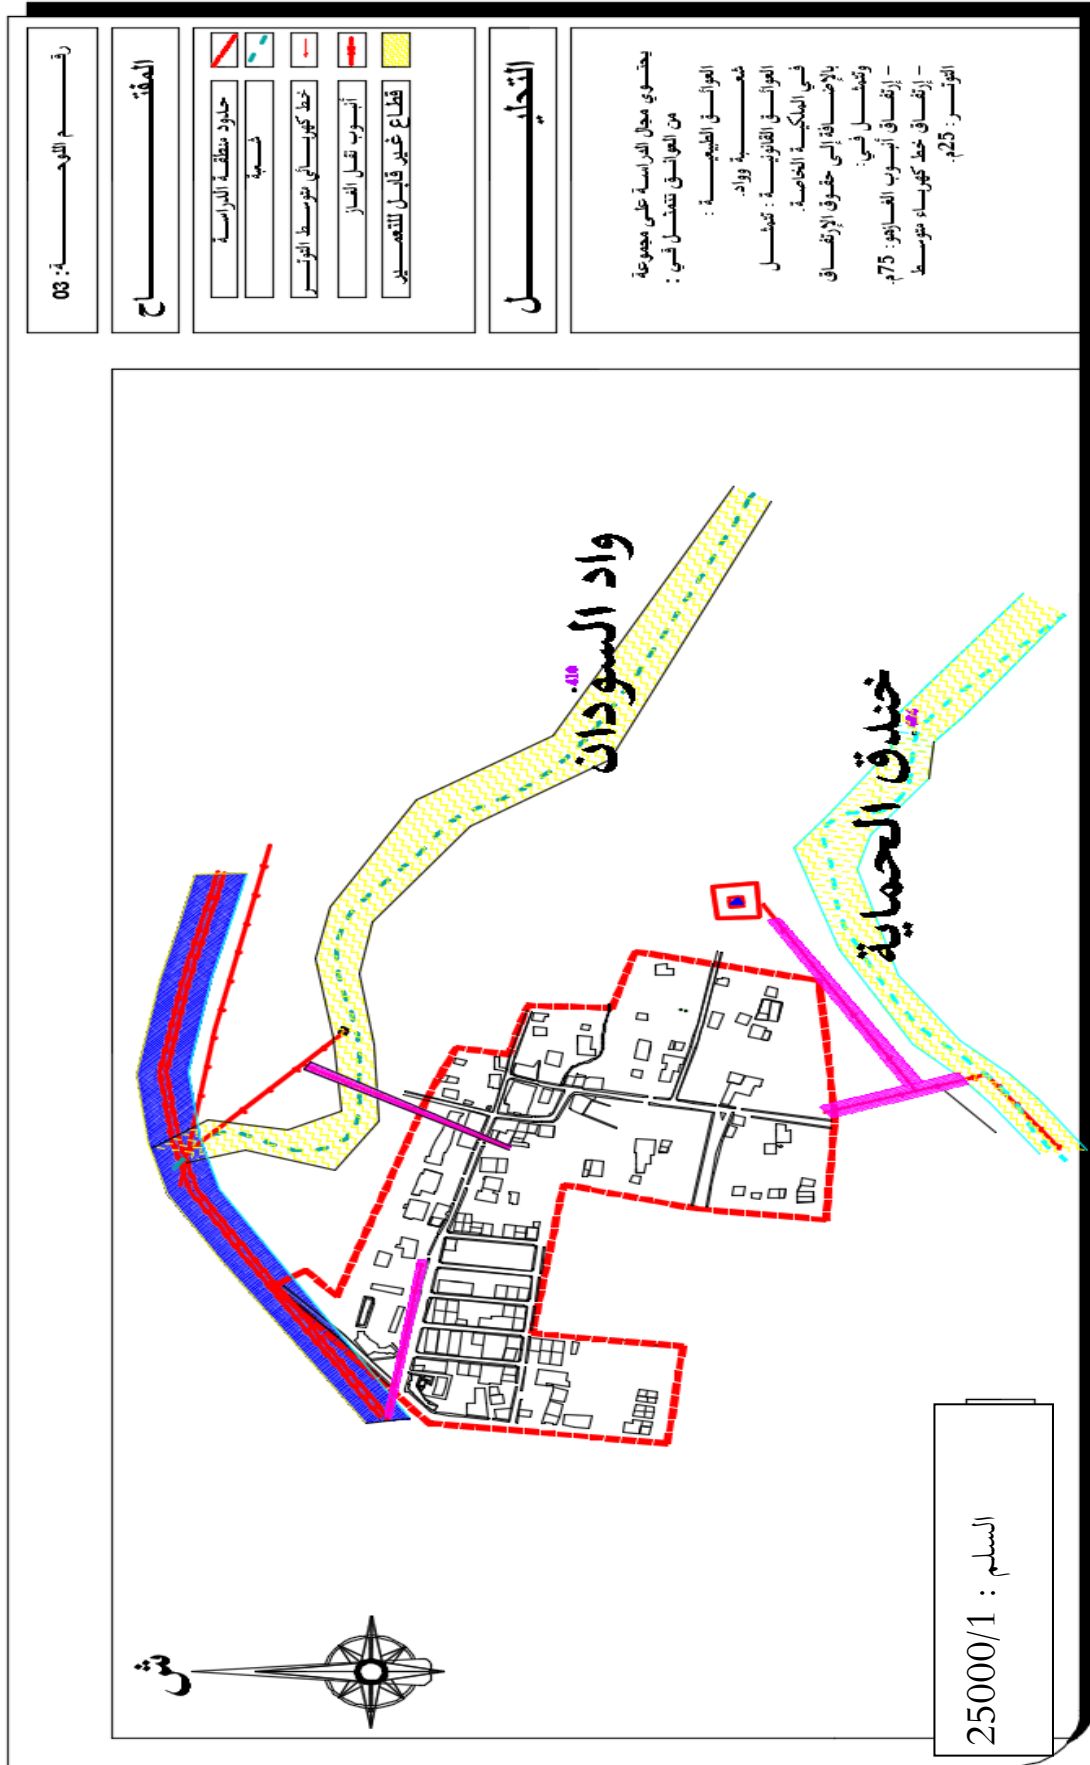 رقم اللوحة : 03
المفتاح
حدود منطقة الدراسة
شعبة
خط كهربائي متوسط التوتر
أنبوب نقل الغاز
قطاع غير قابل للتعمير
التحليل
يحتوي مجال الدراسة على مجموعة
من العوائق تتمثل في :
العوائق الطبيعية :
شعبة وواد.
العوائق القانونية : تتمثل
في الملكية الخاصة.
بالإضافة إلى حقوق الإرتفاق
وتتمثل في :
- إرتفاق أنبوب الغاز هو : 75م.
- إرتفاق خط كهرباء متوسط
التوتر : 25م.
واد السودان
410
خندق الحماية
ش
السلم : 25000/1